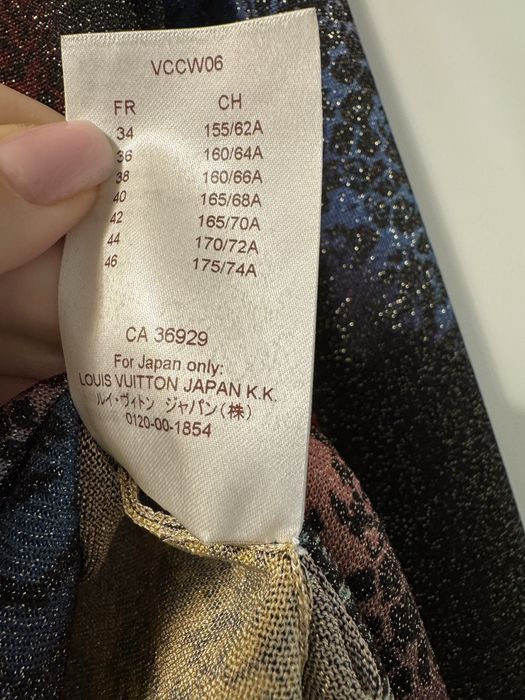 VCCW06
FR CH
34 155/62A
36 160/64A
38 160/66A
40 165/68A
42 165/70A
44 170/72A
46 175/74A
CA 36929
For Japan only:
LOUIS VUITTON JAPAN K.K.
ルイ・ヴィトン ジャパン(株)
0120-00-1854